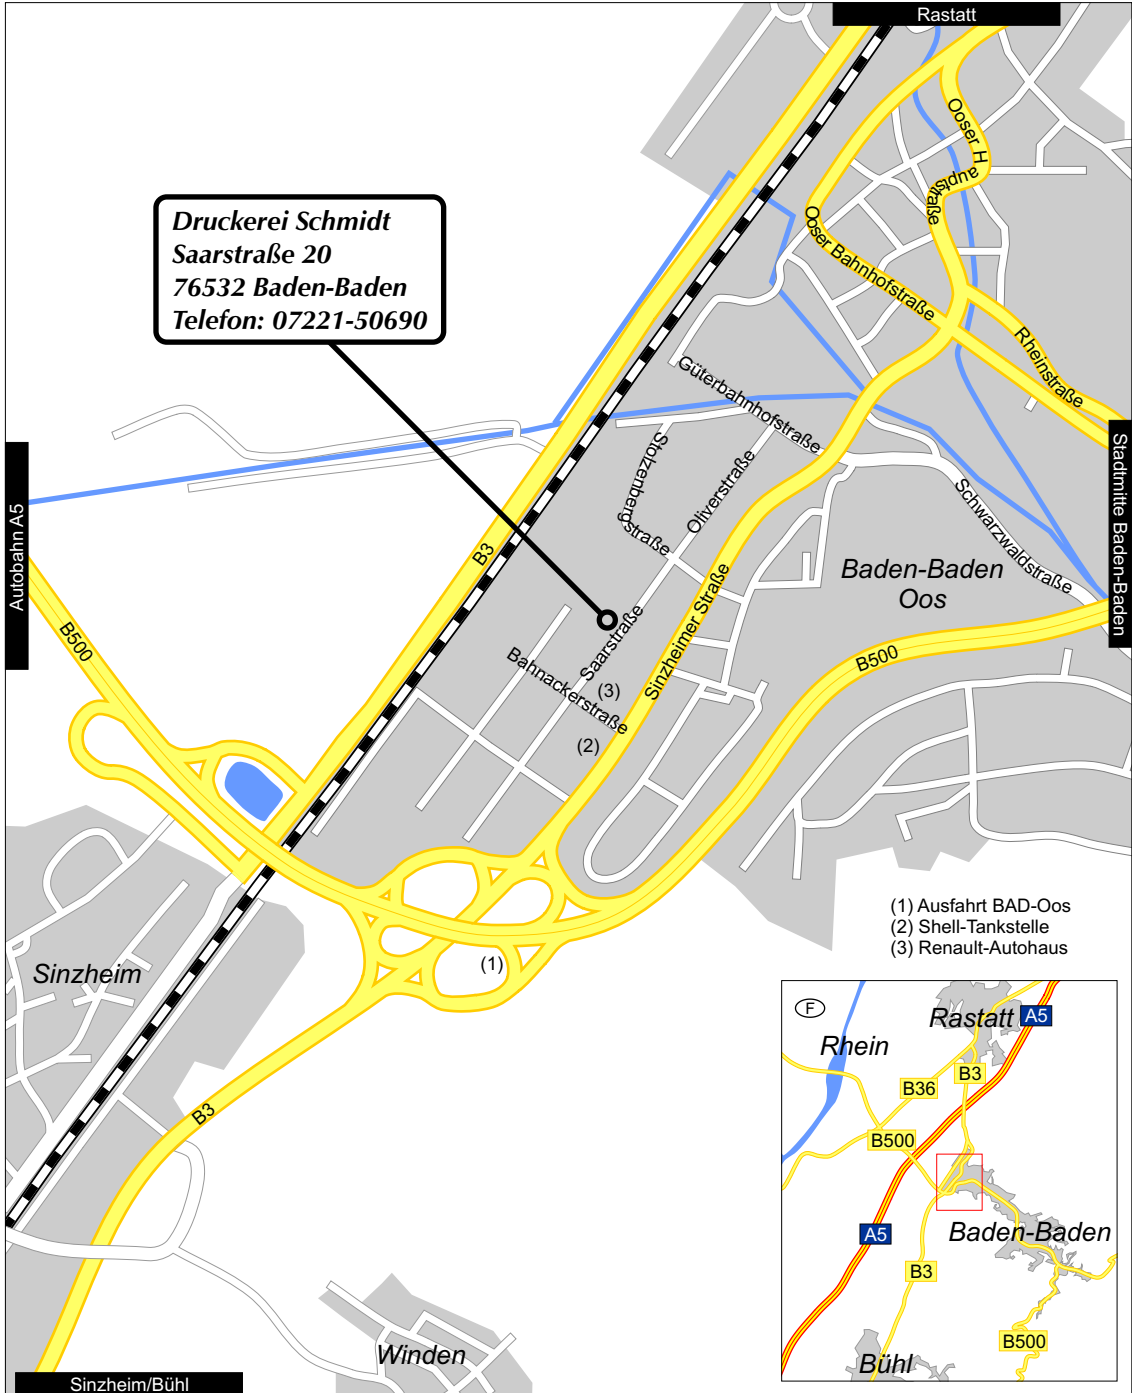 Rastatt
Ooser Hauptstraße
Druckerei Schmidt
Saarstraße 20
76532 Baden-Baden
Telefon: 07221-50690
Ooser Bahnhofstraße
Rheinstraße
Güterbahnhofstraße
Stolzenbergstraße
Oliverstraße
Schwarzwaldstraße
Stadtmitte Baden-Baden
Autobahn A5
B3
Baden-Baden
Oos
Sinzheimer Straße
B500
Saarstraße
B500
Bahnackerstraße
(3)
(2)
(1) Ausfahrt BAD-Oos
(2) Shell-Tankstelle
(3) Renault-Autohaus
Sinzheim
(1)
B3
F
Rastatt
A5
Rhein
B3
B36
B500
A5
Baden-Baden
B3
B500
Bühl
Winden
Sinzheim/Bühl